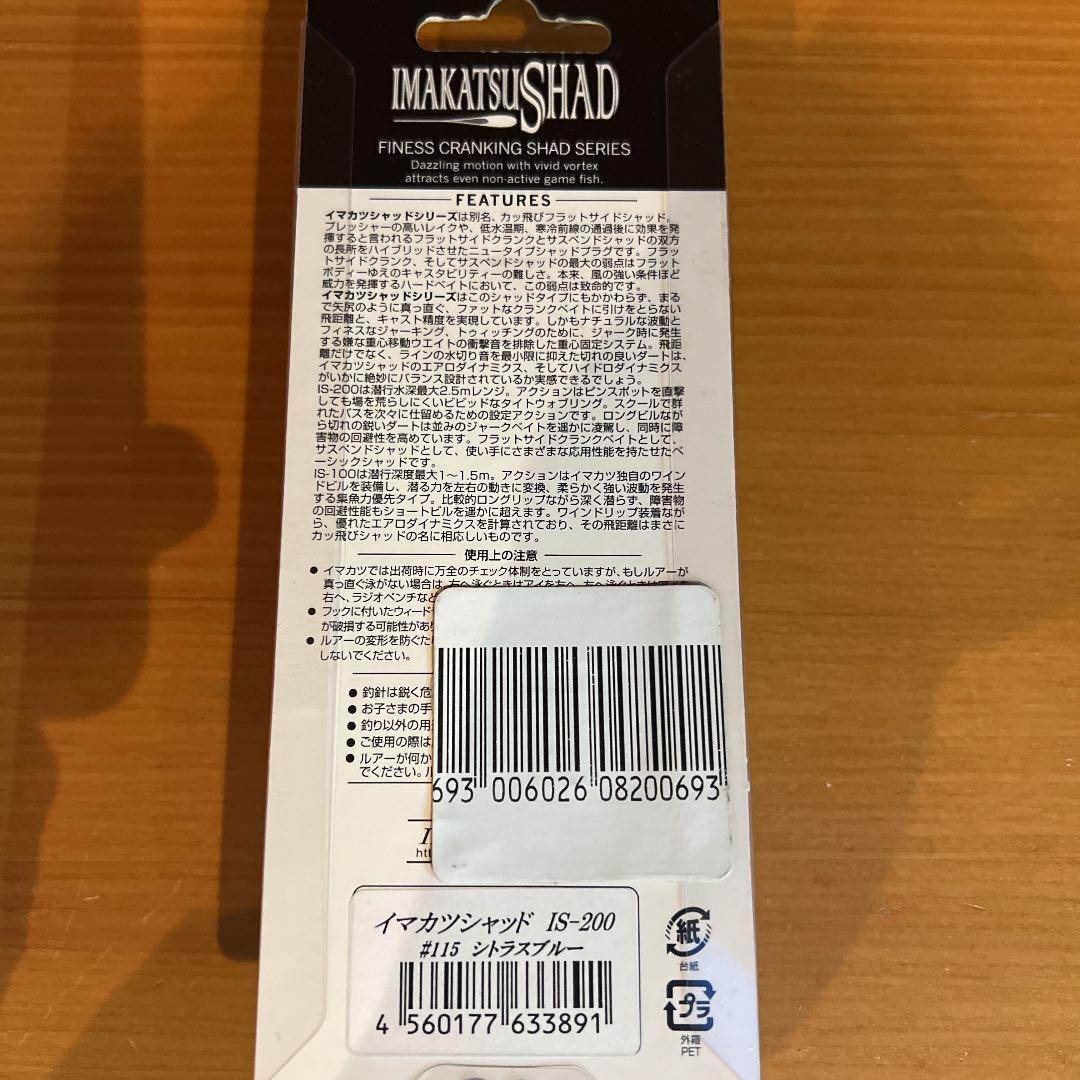 IMAKATSU SHAD
FINESS CRANKING SHAD SERIES
Dazzling motion with vivid vortex
attracts even non-active game fish.
FEATURES
イマカツシャッドシリーズは別名、カッ飛びフラットサイドシャッド。
プレッシャーの高いレイクや、低水温期、寒冷前線の通過後に効果を発
揮すると言われるフラットサイドクランクとサスペンドシャッドの双方
の長所をハイブリッドさせたニュータイプシャッドプラグです。フラッ
トサイドクランク、そしてサスペンドシャッドの最大の弱点はフラット
ボディーゆえのキャスタビリティーの難しさ。本来、風の強い条件ほど
威力を発揮するハードベイトにおいて、この弱点は致命的です。
イマカツシャッドシリーズはこのシャッドタイプにもかかわらず、まる
で矢尻のように真っ直ぐ、ファットなクランクベイトに引けをとらない
飛距離と、キャスト精度を実現しています。しかもナチュラルな波動と
フィネスなジャーキング、トゥイッチングのために、ジャーク時に発生
する嫌な重心移動ウエイトの衝撃音を排除した重心固定システム。飛距
離だけでなく、ラインの水切り音を最小限に抑えた切れの良いダートは、
イマカツシャッドのエアロダイナミクス、そしてハイドロダイナミクス
がいかに絶妙にバランス設計されているか実感できるでしょう。
IS-200は潜行水深最大2.5mレンジ。アクションはピンスポットを直撃
しても場を荒らしにくいビビッドなタイトウォブリング。スクールで群
れたバスを次々に仕留めるための設定アクションです。ロングビルなが
ら切れの鋭いダートは並みのジャークベイトを遥かに凌駕し、同時に障
害物の回避性を高めています。フラットサイドクランクベイトとして、
サスペンドシャッドとして、使い手にさまざまな応用性能を持たせたベ
ーシックシャッドです。
IS-100は潜行深度最大1〜1.5m。アクションはイマカツ独自のワイン
ドビルを装備し、潜る力を左右の動きに変換、柔らかく強い波動を発生
する集魚力優先タイプ。比較的ロングリップながら深く潜らず、障害物
の回避性能もショートビルを遥かに超えます。ワインドリップ装着なが
ら、優れたエアロダイナミクスを計算されており、その飛距離はまさに
カッ飛びシャッドの名に相応しいものです。
使用上の注意
● イマカツでは出荷時に万全のチェック体制をとっていますが、もしルアーが
真っ直ぐ泳がない場合は、右へ泳ぐときはアイを左へ、左へ泳ぐときは
右へ、ラジオペンチなど
● フックに付いたウィード
が破損する可能性があり
● ルアーの変形を防ぐた
しないでください。
● 釣針は鋭く危
● お子さまの手
● 釣り以外の用
● ご使用の際は
● ルアーが何か
でください。
693 006026 08200693
イマカツシャッド IS-200
#115 シトラスブルー
4 560177 633891
紙
台紙
プラ
外箱
PET